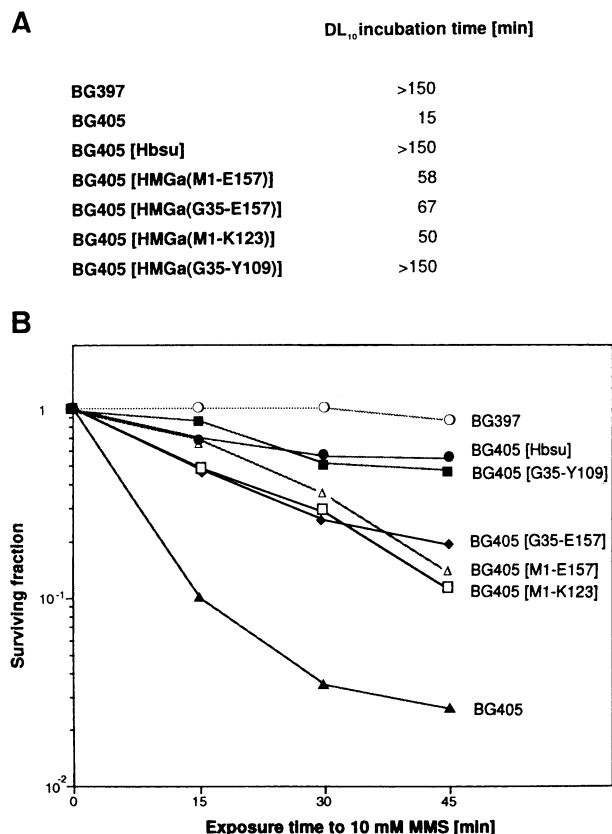 A
DL₁₀ incubation time [min]
BG397 >150
BG405 15
BG405 [Hbsu] >150
BG405 [HMGa(M1-E157)] 58
BG405 [HMGa(G35-E157)] 67
BG405 [HMGa(M1-K123)] 50
BG405 [HMGa(G35-Y109)] >150
B
Surviving fraction
1
10⁻¹
10⁻²
BG397
BG405 [Hbsu]
BG405 [G35-Y109]
BG405 [G35-E157]
BG405 [M1-E157]
BG405 [M1-K123]
BG405
0 15 30 45
Exposure time to 10 mM MMS [min]